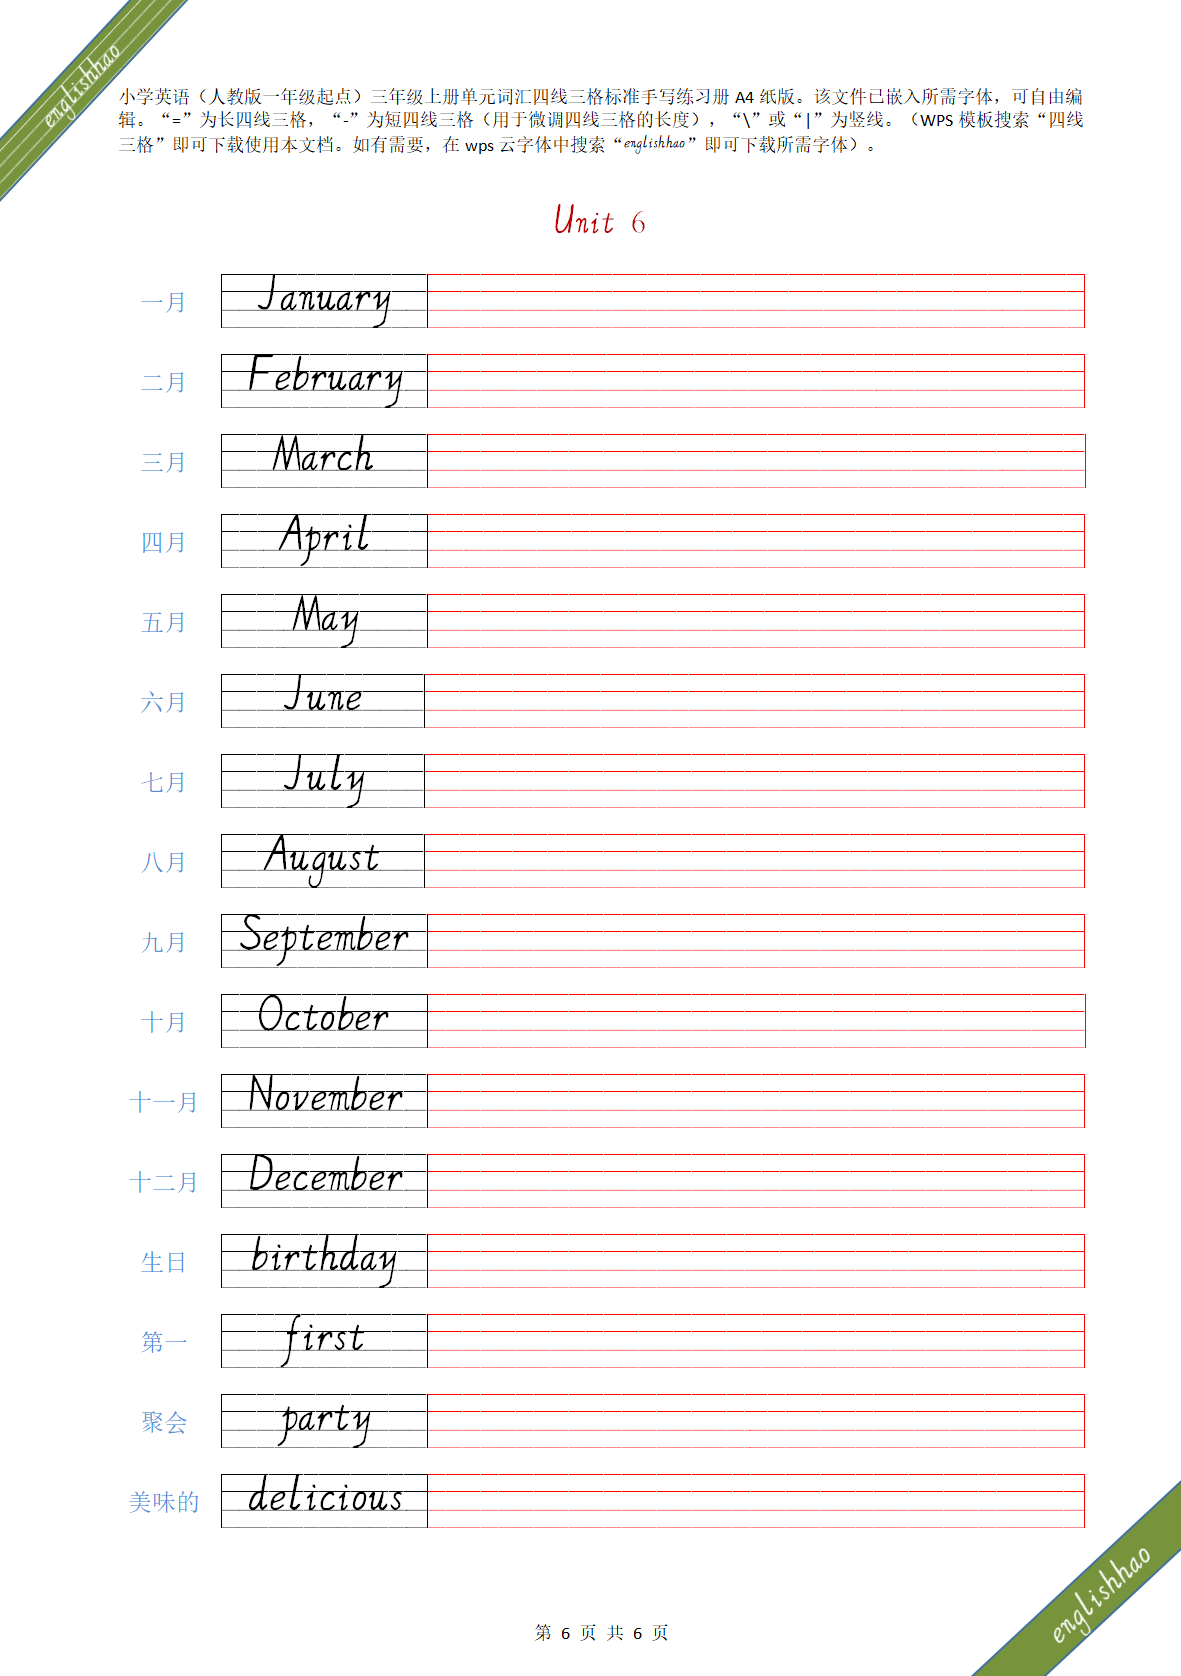 englishhao
小学英语（人教版一年级起点）三年级上册单元词汇四线三格标准手写练习册 A4 纸版。该文件已嵌入所需字体，可自由编
辑。“=”为长四线三格，“-”为短四线三格（用于微调四线三格的长度），“\”或“|”为竖线。（WPS 模板搜索“四线
三格”即可下载使用本文档。如有需要，在 wps 云字体中搜索“englishhao”即可下载所需字体）。
Unit 6
一月 January
二月 February
三月 March
四月 April
五月 May
六月 June
七月 July
八月 August
九月 September
十月 October
十一月 November
十二月 December
生日 birthday
第一 first
聚会 party
美味的 delicious
englishhao
第 6 页 共 6 页